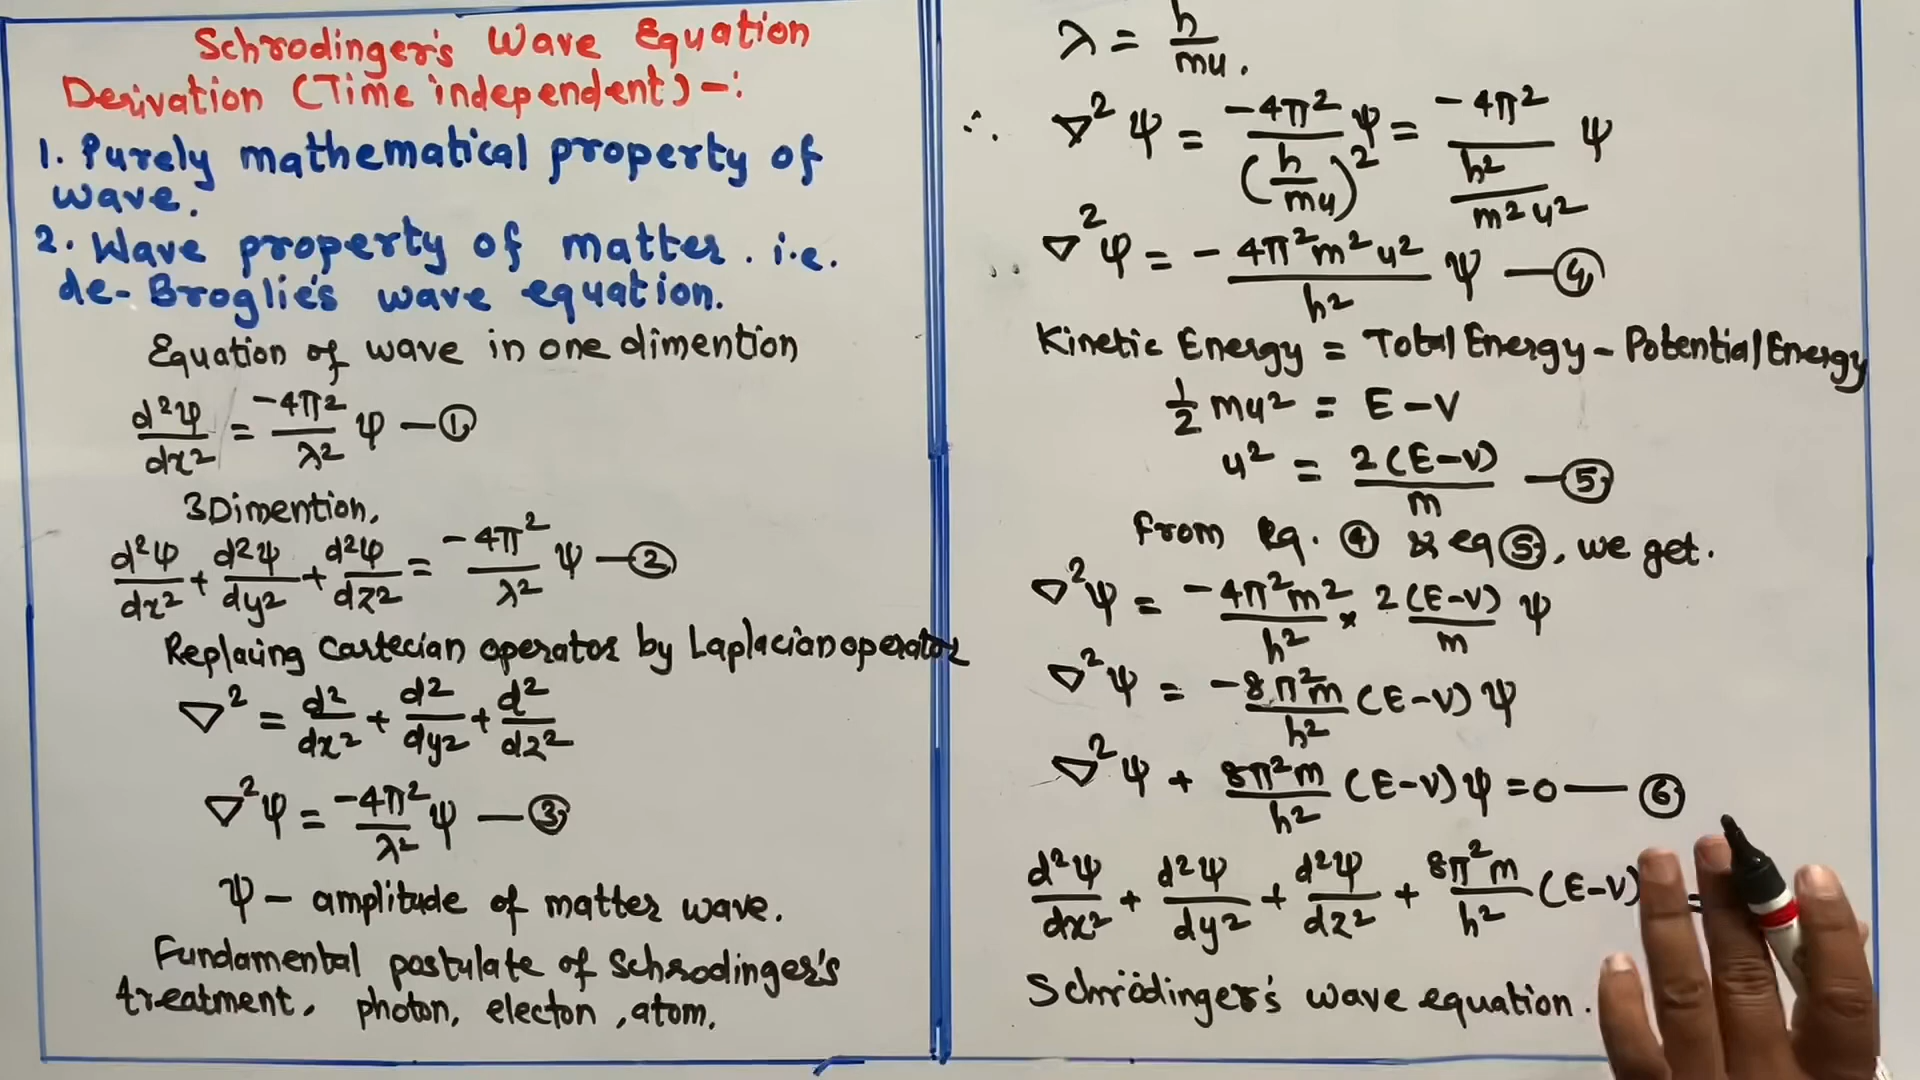 Schrodinger's Wave Equation
Derivation (Time independent) -:
1. Purely mathematical property of
wave.
2. Wave property of matter. i.e.
de-Broglie's wave equation.
Equation of wave in one dimention
d²ψ/dx² = -4π²/λ² ψ — ①
3Dimention,
d²ψ/dx² + d²ψ/dy² + d²ψ/dz² = -4π²/λ² ψ — ②
Replacing cartecian operator by Laplacian operator
∇² = d²/dx² + d²/dy² + d²/dz²
∇²ψ = -4π²/λ² ψ — ③
ψ - amplitude of matter wave.
Fundamental postulate of Schrodinger's
treatment, photon, electon, atom.
λ = h/mu.
∴ ∇²ψ = -4π²/(h/mu)² ψ = -4π²/(h²/m²u²) ψ
∇²ψ = - 4π²m²u²/h² ψ — ④
Kinetic Energy = Total Energy - Potential Energy
½ mu² = E - V
u² = 2(E-V)/m — ⑤
From Eq. ④ & eq ⑤, we get.
∇²ψ = -4π²m²/h² × 2(E-V)/m ψ
∇²ψ = -8π²m/h² (E-V) ψ
∇²ψ + 8π²m/h² (E-V) ψ = 0 — ⑥
d²ψ/dx² + d²ψ/dy² + d²ψ/dz² + 8π²m/h² (E-V) =
Schrödinger's wave equation.